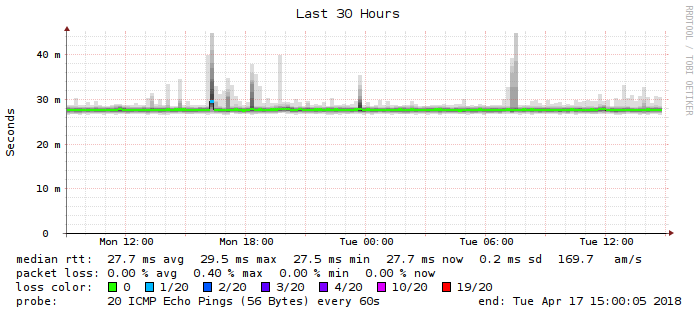 Last 30 Hours
RRDTOOL / TOBI OETIKER
Seconds
40 m
30 m
20 m
10 m
0
Mon 12:00 Mon 18:00 Tue 00:00 Tue 06:00 Tue 12:00
median rtt: 27.7 ms avg 29.5 ms max 27.5 ms min 27.7 ms now 0.2 ms sd 169.7 am/s
packet loss: 0.00 % avg 0.40 % max 0.00 % min 0.00 % now
loss color: 0 1/20 2/20 3/20 4/20 10/20 19/20
probe: 20 ICMP Echo Pings (56 Bytes) every 60s end: Tue Apr 17 15:00:05 2018